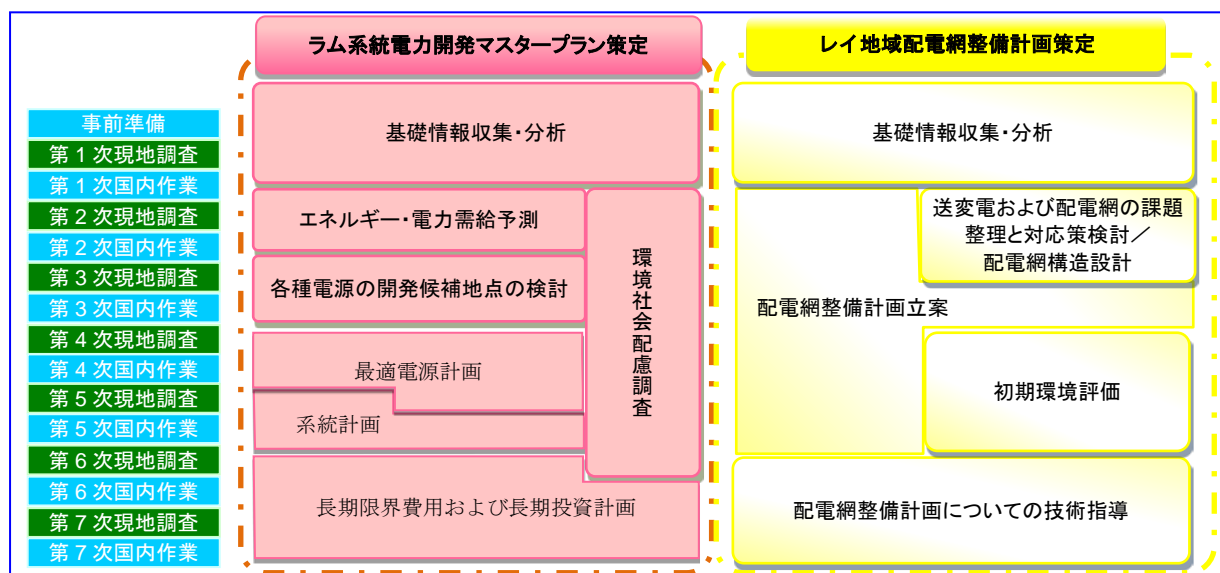 ラム系統電力開発マスタープラン策定
レイ地域配電網整備計画策定
事前準備
第1次現地調査
第1次国内作業
第2次現地調査
第2次国内作業
第3次現地調査
第3次国内作業
第4次現地調査
第4次国内作業
第5次現地調査
第5次国内作業
第6次現地調査
第6次国内作業
第7次現地調査
第7次国内作業
基礎情報収集・分析
エネルギー・電力需給予測
各種電源の開発候補地点の検討
環境社会配慮調査
最適電源計画
系統計画
長期限界費用および長期投資計画
基礎情報収集・分析
送変電および配電網の課題
整理と対応策検討／
配電網構造設計
配電網整備計画立案
初期環境評価
配電網整備計画についての技術指導